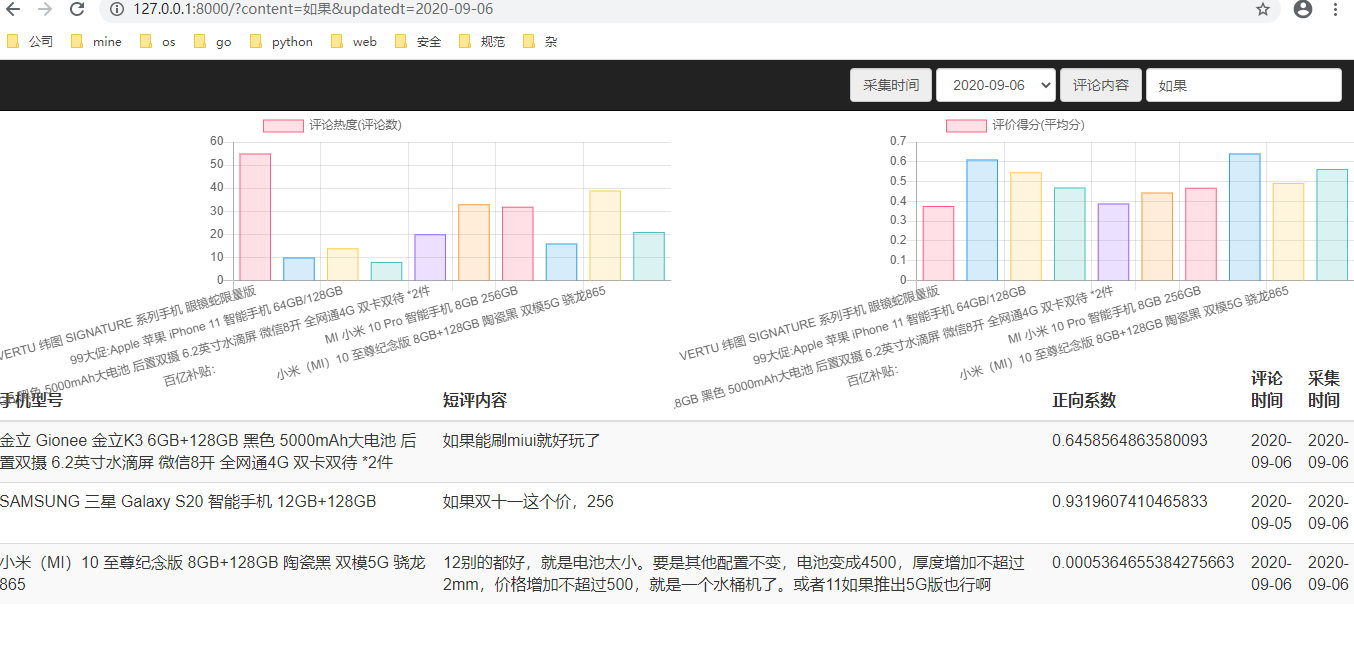 127.0.0.1:8000/?content=如果&updatedt=2020-09-06
公司 mine os go python web 安全 规范 杂
采集时间 2020-09-06 评论内容 如果
评论热度(评论数)
60
50
40
30
20
10
0
VERTU 纬图 SIGNATURE 系列手机 眼镜蛇限量版
99大促:Apple 苹果 iPhone 11 智能手机 64GB/128GB
黑色 5000mAh大电池 后置双摄 6.2英寸水滴屏 微信8开 全网通4G 双卡双待 *2件
百亿补贴: MI 小米 10 Pro 智能手机 8GB 256GB
小米（MI）10 至尊纪念版 8GB+128GB 陶瓷黑 双模5G 骁龙865
评价得分(平均分)
0.7
0.6
0.5
0.4
0.3
0.2
0.1
0
VERTU 纬图 SIGNATURE 系列手机 眼镜蛇限量版
99大促:Apple 苹果 iPhone 11 智能手机 64GB/128GB
8GB 黑色 5000mAh大电池 后置双摄 6.2英寸水滴屏 微信8开 全网通4G 双卡双待 *2件
百亿补贴: MI 小米 10 Pro 智能手机 8GB 256GB
小米（MI）10 至尊纪念版 8GB+128GB 陶瓷黑 双模5G 骁龙865
手机型号 短评内容 正向系数 评论时间 采集时间
金立 Gionee 金立K3 6GB+128GB 黑色 5000mAh大电池 后
置双摄 6.2英寸水滴屏 微信8开 全网通4G 双卡双待 *2件
如果能刷miui就好玩了
0.6458564863580093
2020-
09-06
2020-
09-06
SAMSUNG 三星 Galaxy S20 智能手机 12GB+128GB
如果双十一这个价，256
0.9319607410465833
2020-
09-05
2020-
09-06
小米（MI）10 至尊纪念版 8GB+128GB 陶瓷黑 双模5G 骁龙
865
12别的都好，就是电池太小。要是其他配置不变，电池变成4500，厚度增加不超过
2mm，价格增加不超过500，就是一个水桶机了。或者11如果推出5G版也行啊
0.0005364655384275663
2020-
09-06
2020-
09-06